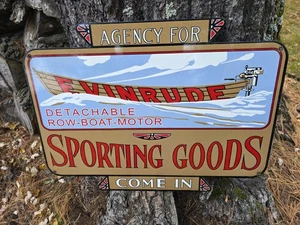 AGENCY FOR
EVINRUDE
DETACHABLE
ROW-BOAT-MOTOR
SPORTING GOODS
COME IN